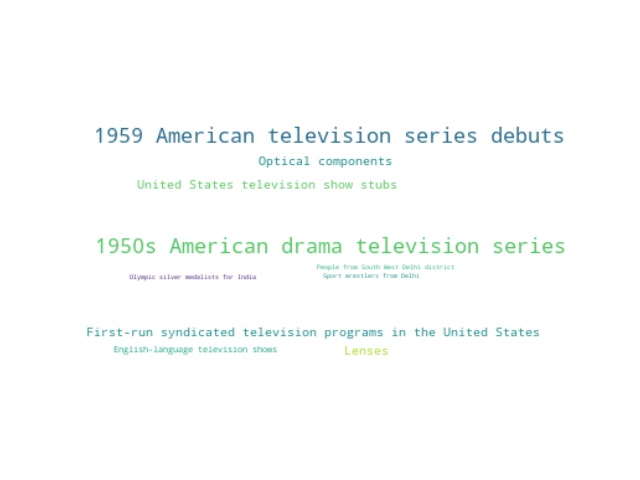 1959 American television series debuts
Optical components
United States television show stubs
1950s American drama television series
People from South West Delhi district
Olympic silver medalists for India
Sport wrestlers from Delhi
First-run syndicated television programs in the United States
English-language television shows
Lenses